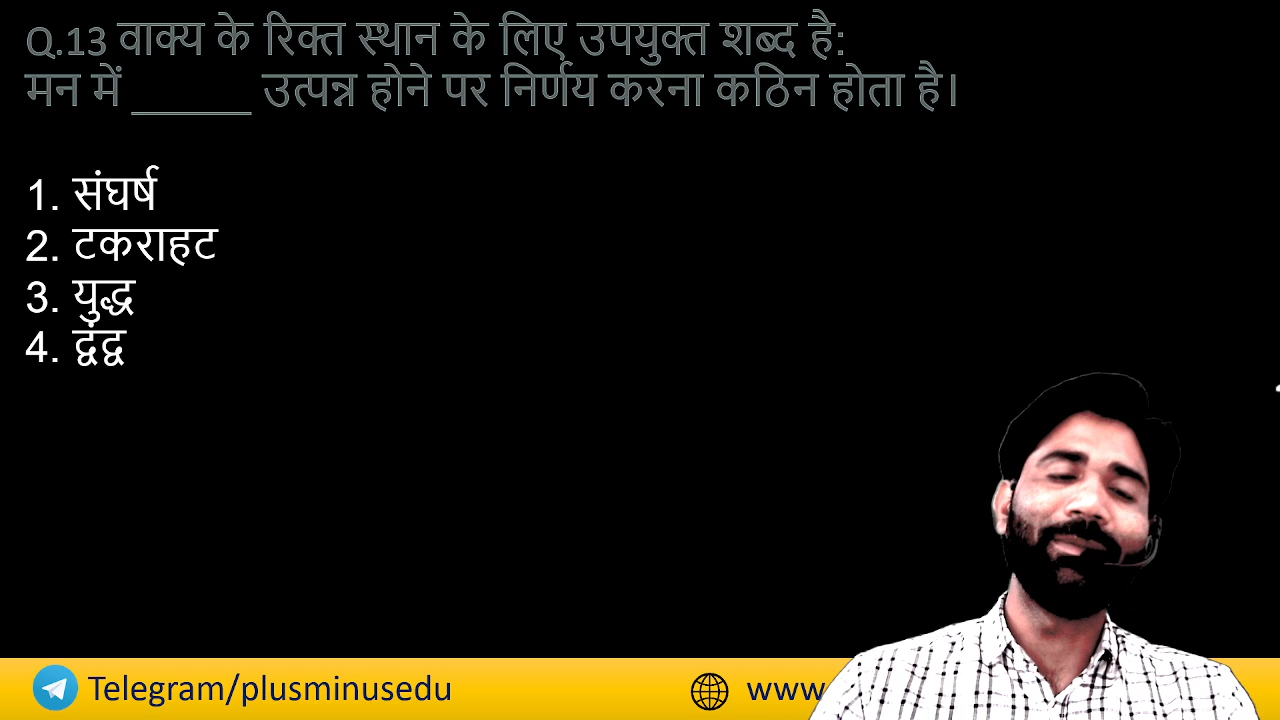 Q.13 वाक्य के रिक्त स्थान के लिए उपयुक्त शब्द है:
मन में _____ उत्पन्न होने पर निर्णय करना कठिन होता है।
1. संघर्ष
2. टकराहट
3. युद्ध
4. द्वंद्व
Telegram/plusminusedu
www.